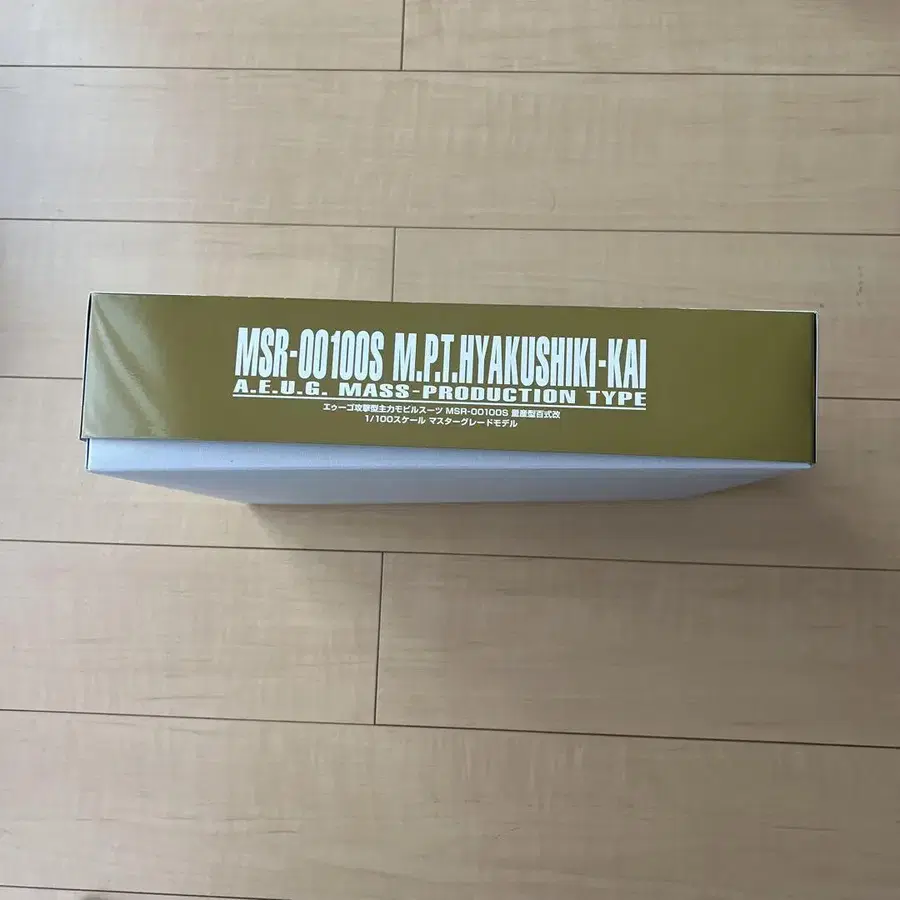 MSR-00100S M.P.T.HYAKUSHIKI-KAI
A.E.U.G. MASS-PRODUCTION TYPE
エゥーゴ攻撃型主力モビルスーツ MSR-00100S 量産型百式改
1/100スケール マスターグレードモデル